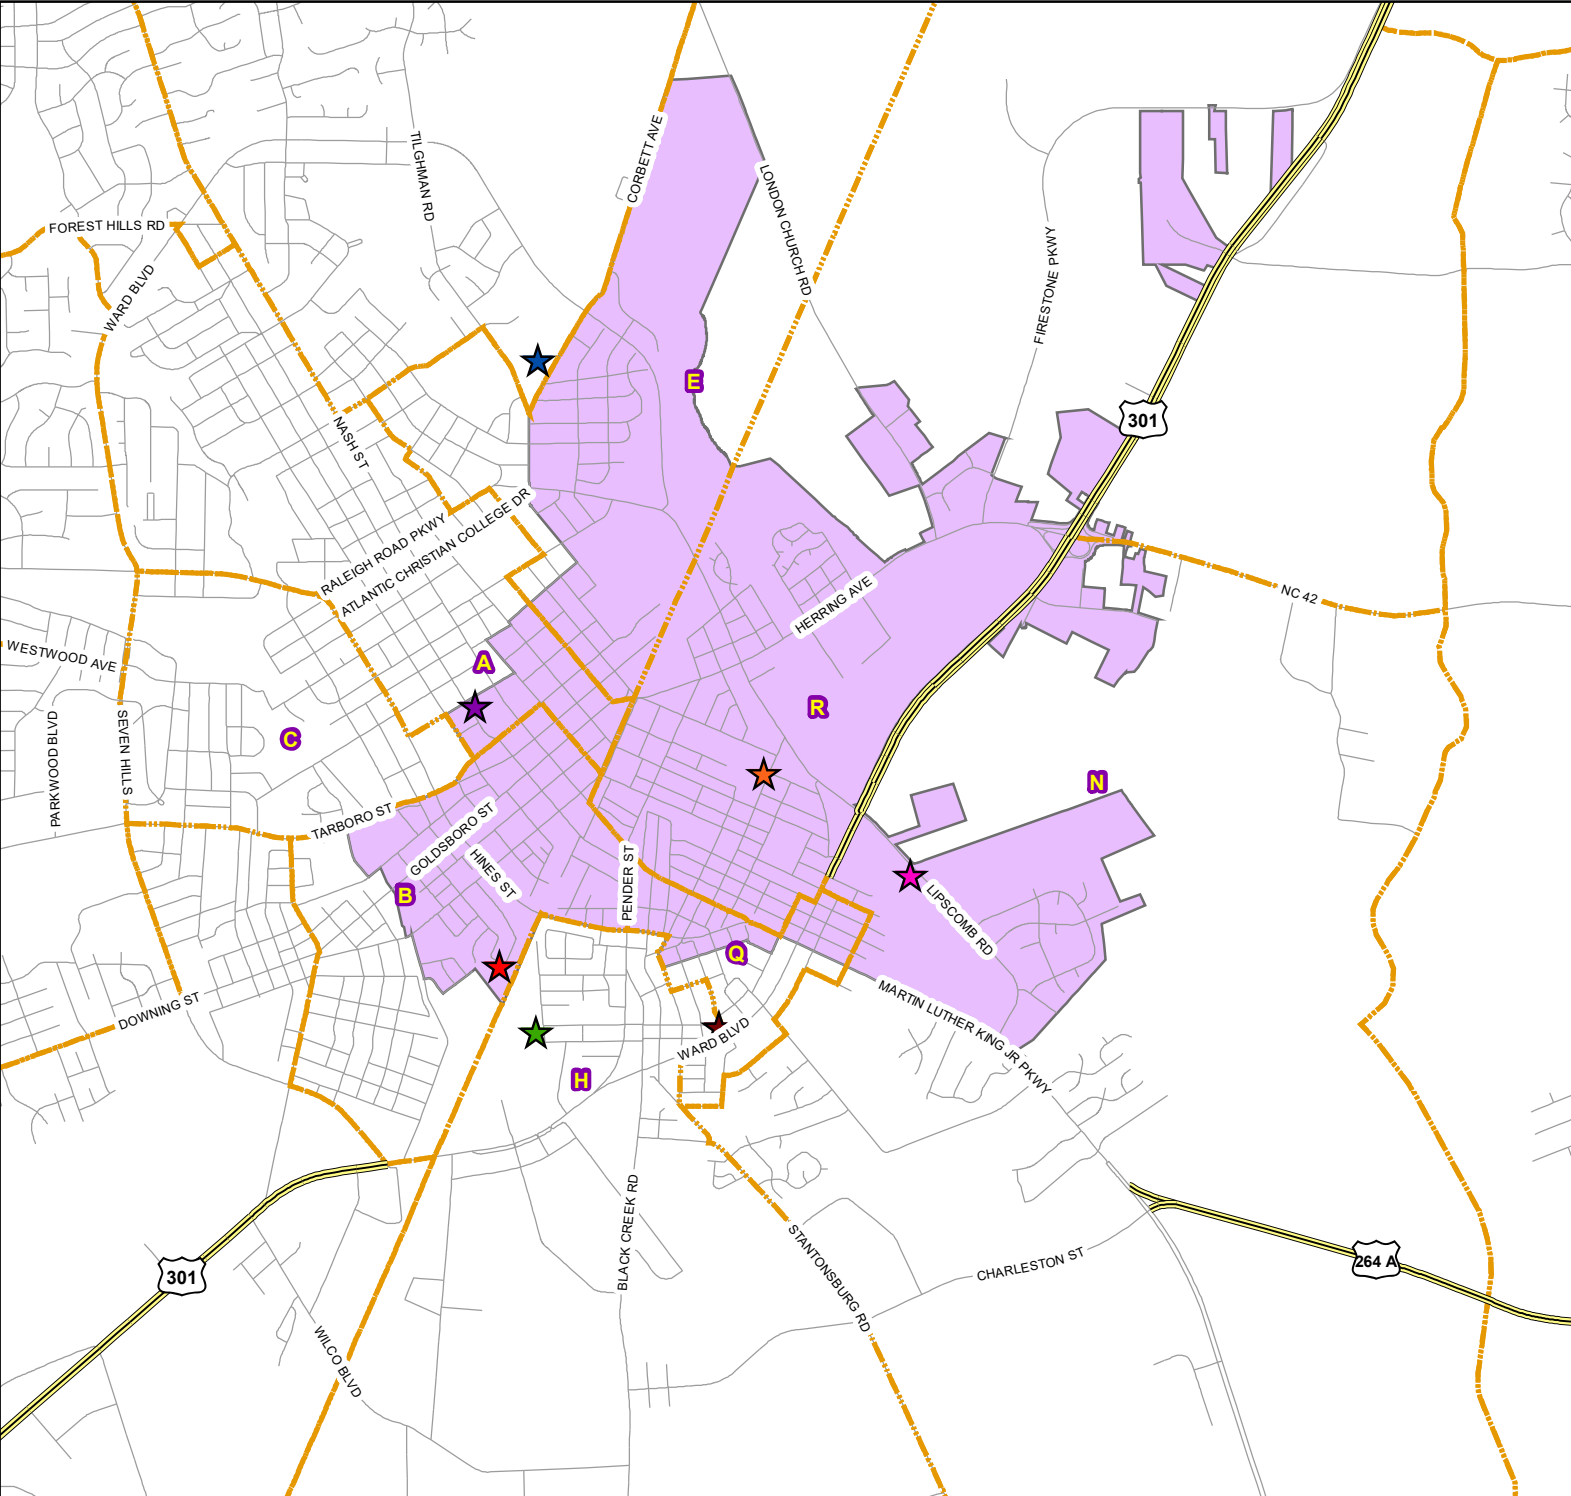 TILGHMAN RD
CORBETT AVE
LONDON CHURCH RD
FOREST HILLS RD
WARD BLVD
FIRESTONE PKWY
E
301
NASH ST
RALEIGH ROAD PKWY
ATLANTIC CHRISTIAN COLLEGE DR
HERRING AVE
NC 42
WESTWOOD AVE
A
R
C
PARKWOOD BLVD
SEVEN HILLS
N
TARBORO ST
GOLDSBORO ST
HINES ST
PENDER ST
B
LIPSCOMB RD
Q
DOWNING ST
MARTIN LUTHER KING JR PKWY
WARD BLVD
H
BLACK CREEK RD
STANTONSBURG RD
CHARLESTON ST
264 A
301
WILCO BLVD